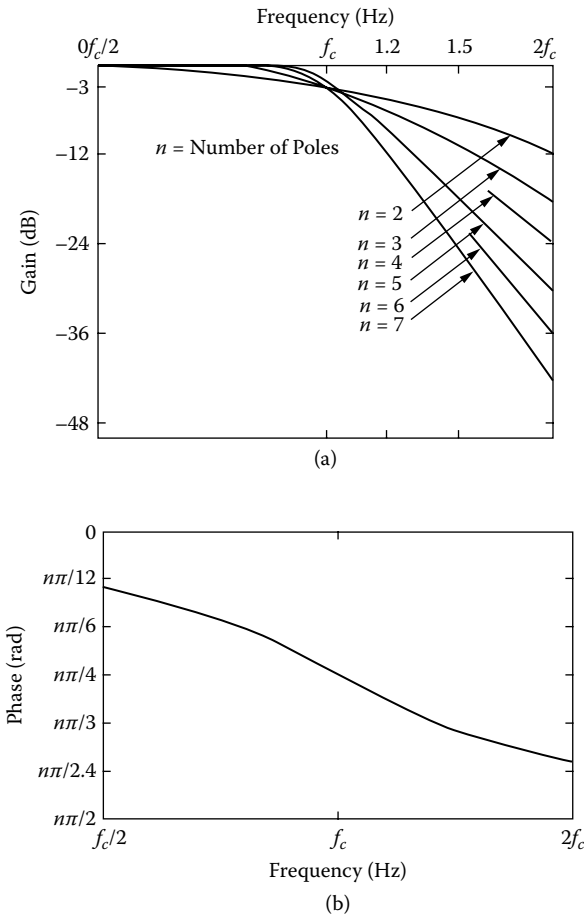 Frequency (Hz)
0f_c/2 f_c 1.2 1.5 2f_c
−3
−12
−24
−36
−48
Gain (dB)
n = Number of Poles
n = 2
n = 3
n = 4
n = 5
n = 6
n = 7
(a)
0
nπ/12
nπ/6
nπ/4
nπ/3
nπ/2.4
nπ/2
Phase (rad)
f_c/2 f_c 2f_c
Frequency (Hz)
(b)